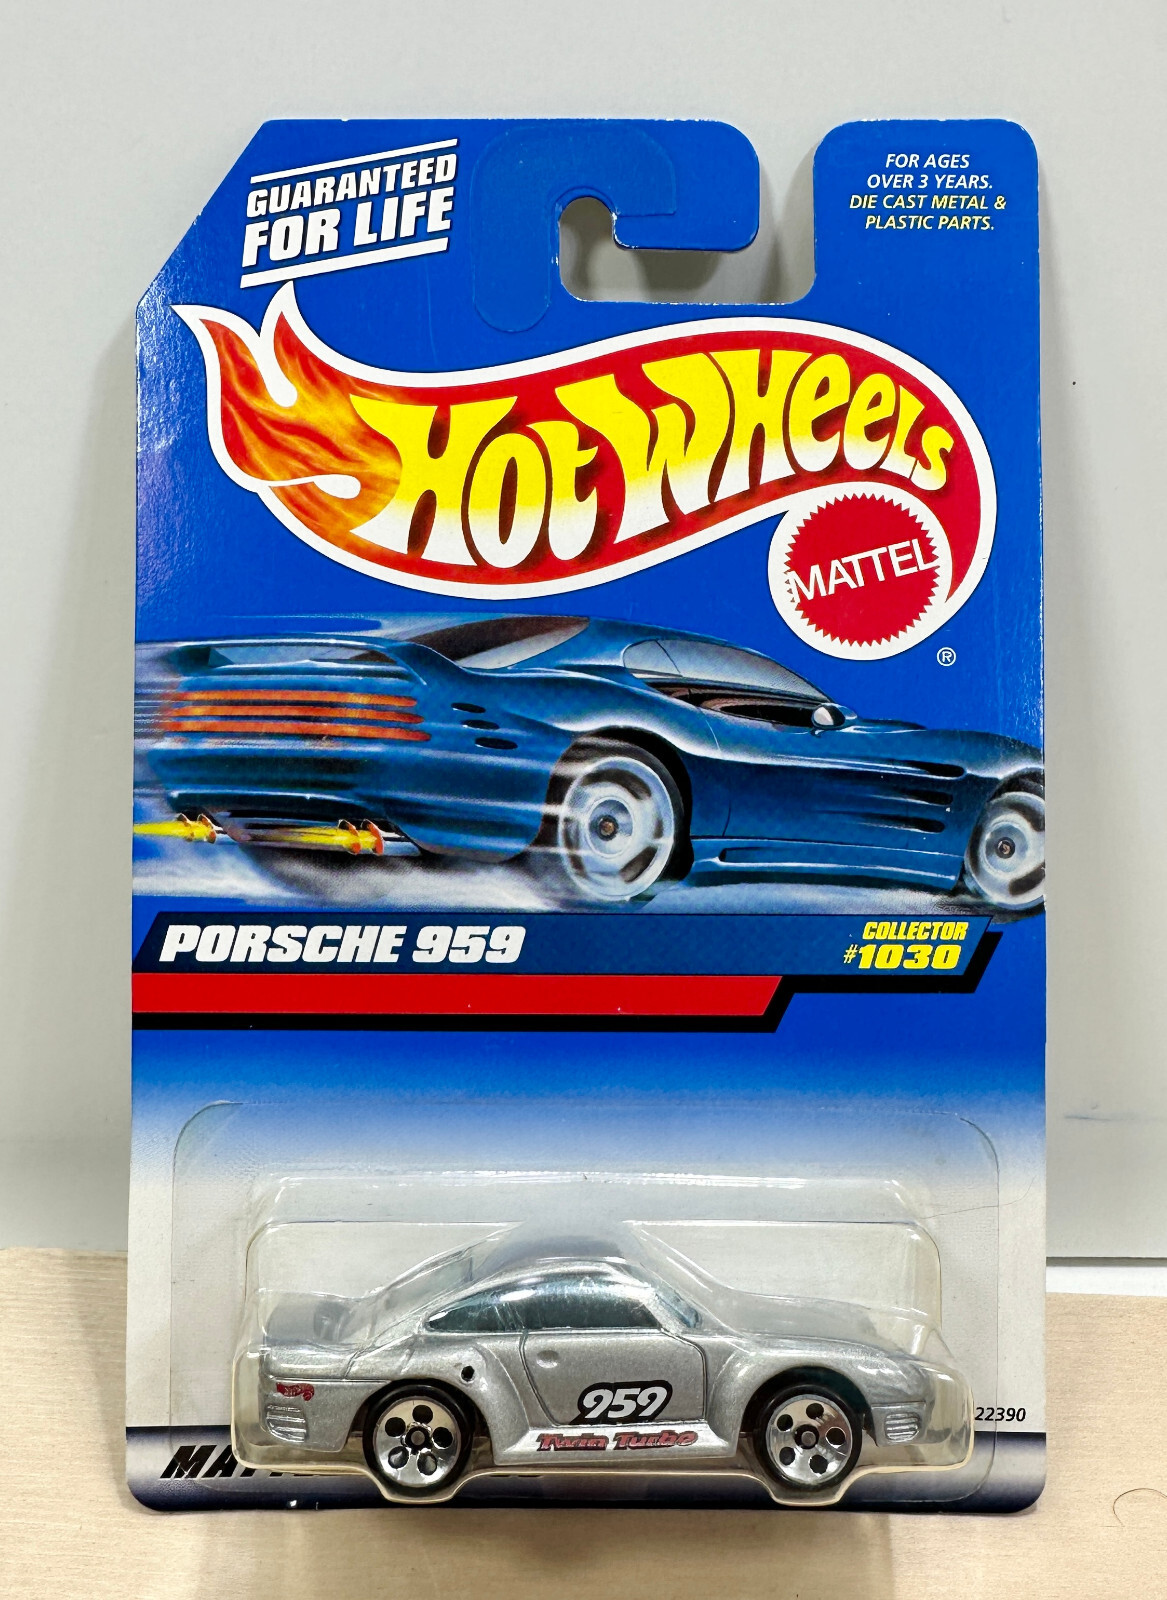 GUARANTEED
FOR LIFE
FOR AGES
OVER 3 YEARS.
DIE CAST METAL &
PLASTIC PARTS.
HOT WHEELS
MATTEL
®
PORSCHE 959
COLLECTOR
#1030
959
Twin Turbo
22390